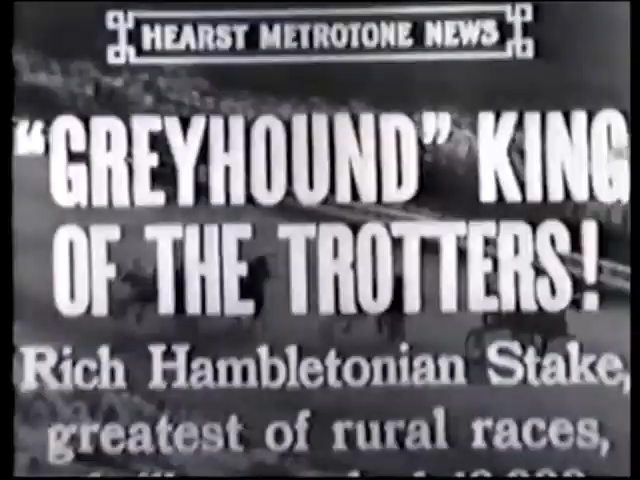 HEARST METROTONE NEWS
"GREYHOUND" KING
OF THE TROTTERS!
Rich Hambletonian Stake,
greatest of rural races,